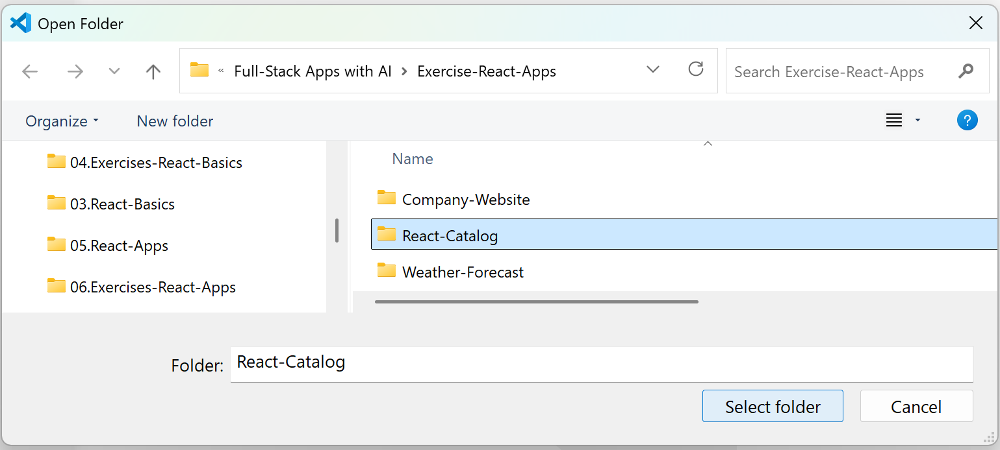 Open Folder
« Full-Stack Apps with AI > Exercise-React-Apps
Search Exercise-React-Apps
Organize
New folder
?
04.Exercises-React-Basics
03.React-Basics
05.React-Apps
06.Exercises-React-Apps
Name
Company-Website
React-Catalog
Weather-Forecast
Folder: React-Catalog
Select folder
Cancel